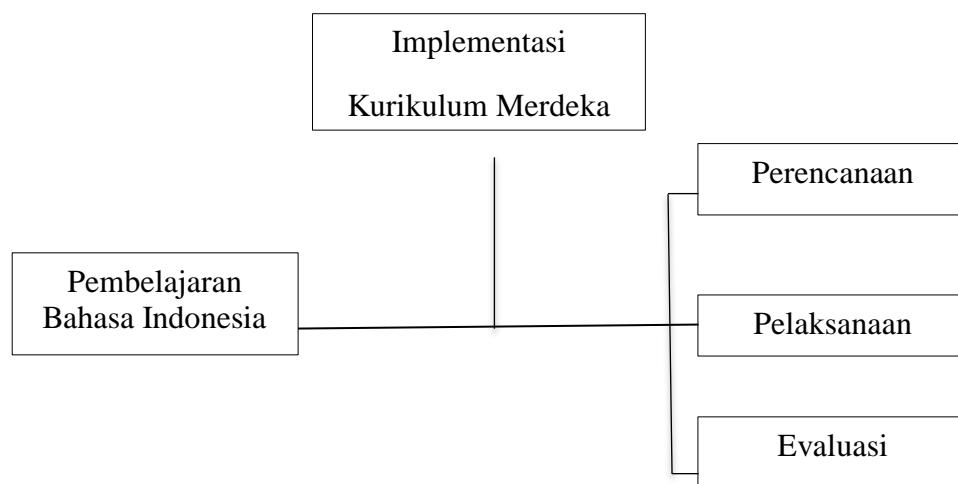 Implementasi
Kurikulum Merdeka
Perencanaan
Pembelajaran
Bahasa Indonesia
Pelaksanaan
Evaluasi